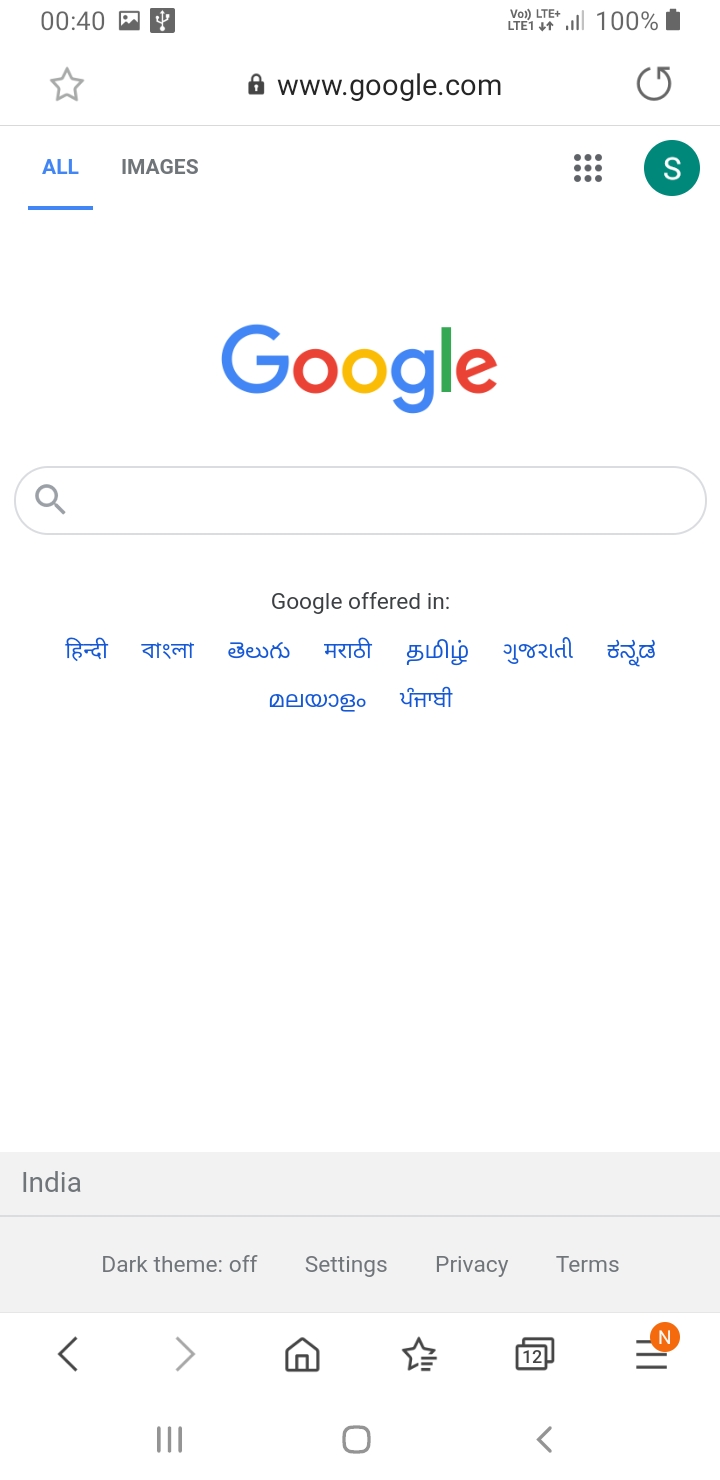 00:40 Vo)) LTE+ LTE1 100%
www.google.com
ALL IMAGES S
Google
Google offered in:
हिन्दी বাংলা తెలుగు मराठी தமிழ் ગુજરાતી ಕನ್ನಡ
മലയാളം ਪੰਜਾਬੀ
India
Dark theme: off Settings Privacy Terms
12 N